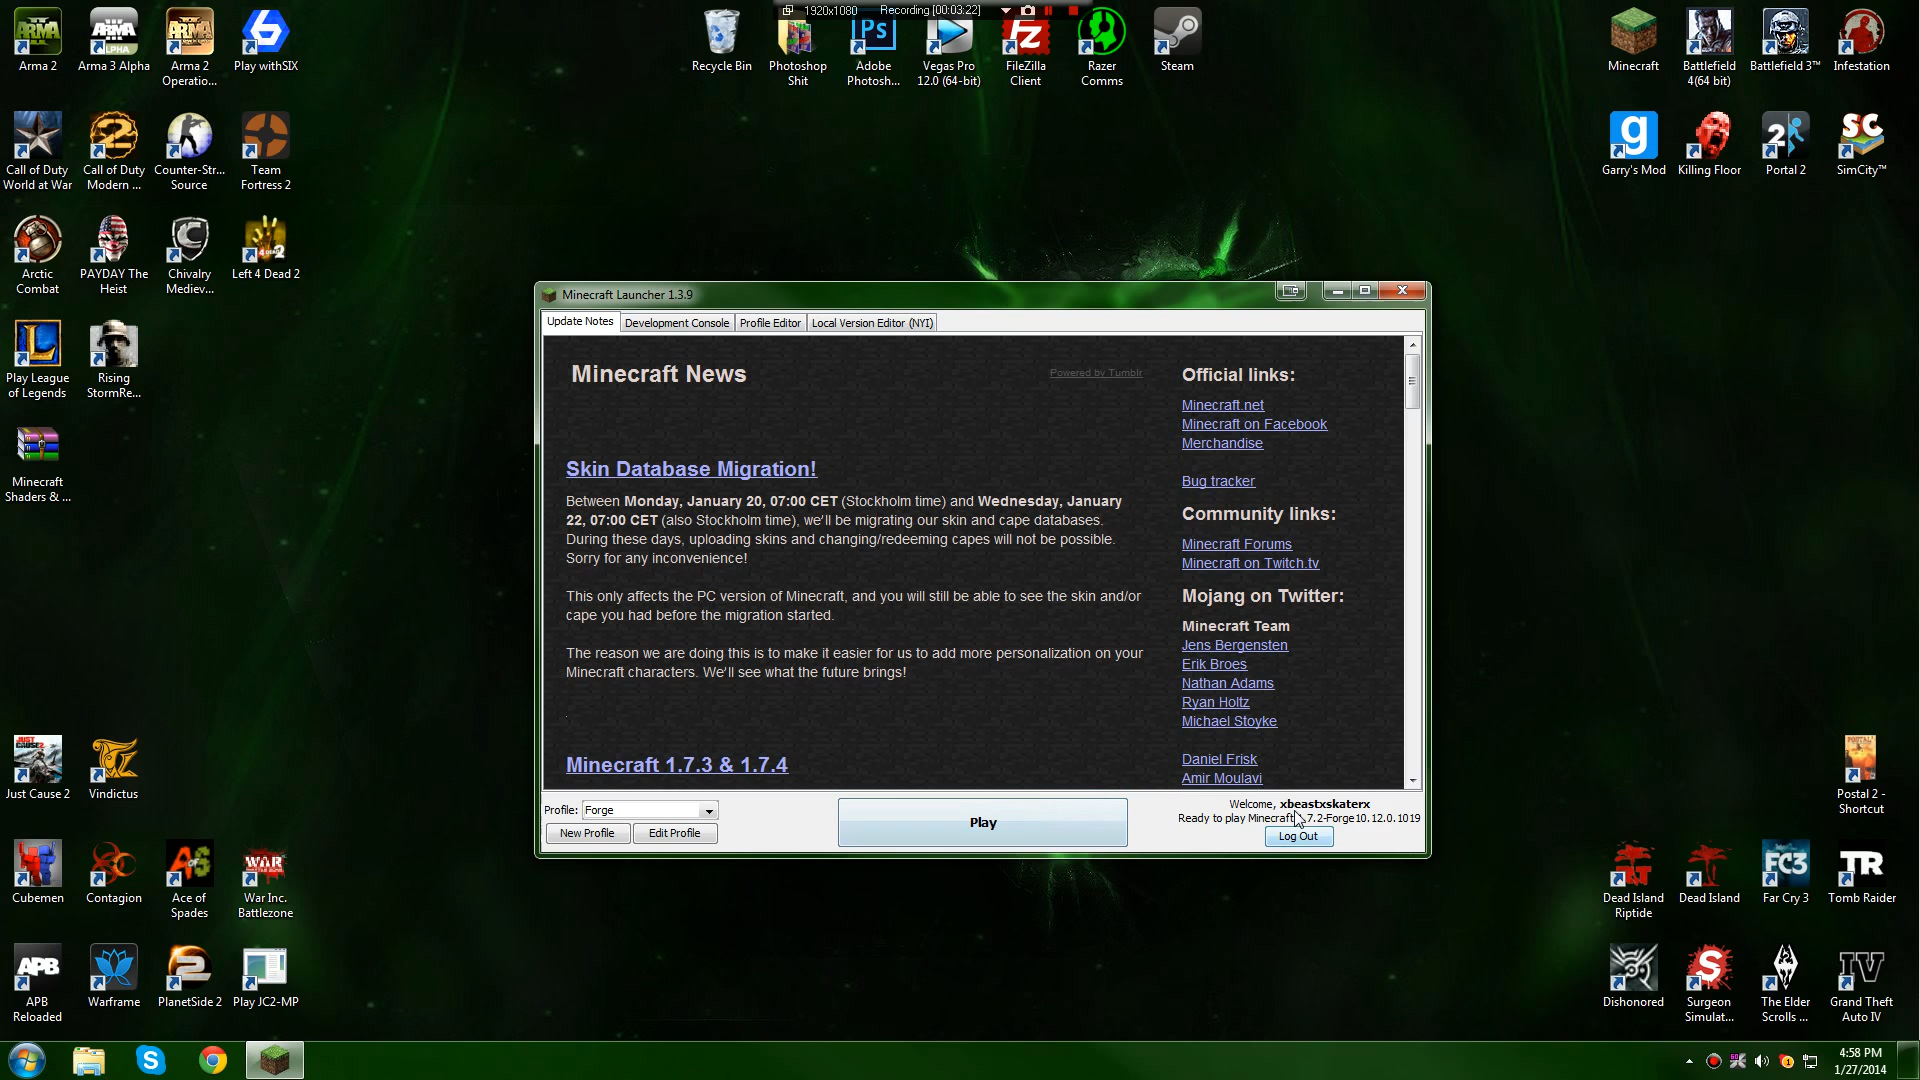 1920x1080 Recording [00:03:22]
Arma 2
Arma 3 Alpha
Arma 2
Operatio...
Play withSIX
Recycle Bin
Photoshop
Shit
Adobe
Photosh...
Vegas Pro
12.0 (64-bit)
FileZilla
Client
Razer
Comms
Steam
Minecraft
Battlefield
4(64 bit)
Battlefield 3™
Infestation
Call of Duty
World at War
Call of Duty
Modern ...
Counter-Str...
Source
Team
Fortress 2
Garry's Mod
Killing Floor
Portal 2
SimCity™
Arctic
Combat
PAYDAY The
Heist
Chivalry
Mediev...
Left 4 Dead 2
Play League
of Legends
Rising
StormRe...
Minecraft
Shaders & ...
Minecraft Launcher 1.3.9
Update Notes
Development Console
Profile Editor
Local Version Editor (NYI)
Minecraft News
Powered by Tumblr
Skin Database Migration!
Between Monday, January 20, 07:00 CET (Stockholm time) and Wednesday, January
22, 07:00 CET (also Stockholm time), we'll be migrating our skin and cape databases.
During these days, uploading skins and changing/redeeming capes will not be possible.
Sorry for any inconvenience!
This only affects the PC version of Minecraft, and you will still be able to see the skin and/or
cape you had before the migration started.
The reason we are doing this is to make it easier for us to add more personalization on your
Minecraft characters. We'll see what the future brings!
.
Minecraft 1.7.3 & 1.7.4
Official links:
Minecraft.net
Minecraft on Facebook
Merchandise
Bug tracker
Community links:
Minecraft Forums
Minecraft on Twitch.tv
Mojang on Twitter:
Minecraft Team
Jens Bergensten
Erik Broes
Nathan Adams
Ryan Holtz
Michael Stoyke
Daniel Frisk
Amir Moulavi
Profile: Forge
New Profile
Edit Profile
Play
Welcome, xbeastxskaterx
Ready to play Minecraft 1.7.2-Forge10.12.0.1019
Log Out
Just Cause 2
Vindictus
Postal 2 -
Shortcut
Cubemen
Contagion
Ace of
Spades
War Inc.
Battlezone
Dead Island
Riptide
Dead Island
Far Cry 3
Tomb Raider
APB
Reloaded
Warframe
PlanetSide 2
Play JC2-MP
Dishonored
Surgeon
Simulat...
The Elder
Scrolls ...
Grand Theft
Auto IV
4:58 PM
1/27/2014